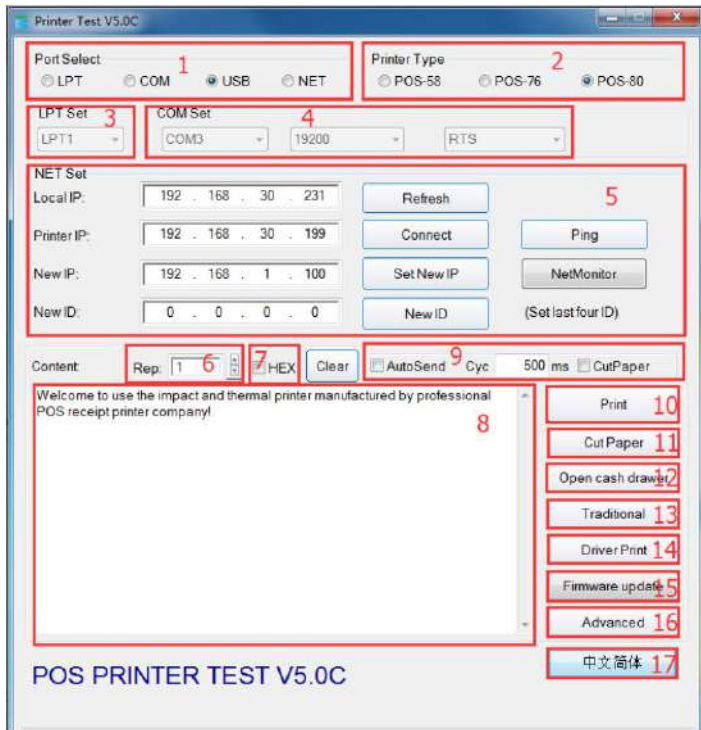 Printer Test V5.0C
Port Select
LPT COM 1 USB NET
Printer Type
POS-58 POS-76 2 POS-80
LPT Set 3
LPT1
COM Set 4
COM3 19200 RTS
NET Set
Local IP: 192 . 168 . 30 . 231 Refresh 5
Printer IP: 192 . 168 . 30 . 199 Connect Ping
New IP: 192 . 168 . 1 . 100 Set New IP NetMonitor
New ID: 0 . 0 . 0 . 0 New ID (Set last four ID)
Content: Rep: 1 6 7 HEX Clear AutoSend 9 Cyc 500 ms CutPaper
Welcome to use the impact and thermal printer manufactured by professional
POS receipt printer company!
8
Print 10
Cut Paper 11
Open cash drawer 12
Traditional 13
Driver Print 14
Firmware update 15
Advanced 16
中文简体 17
POS PRINTER TEST V5.0C